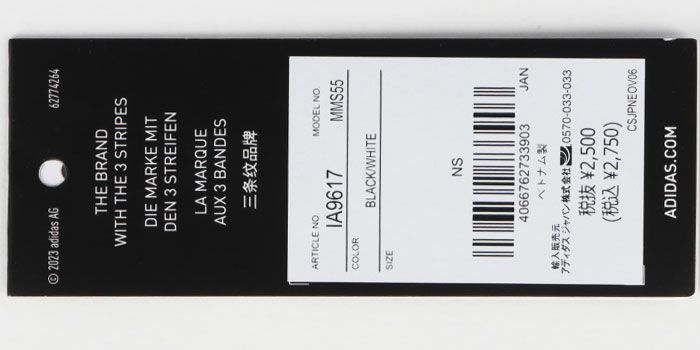 © 2023 adidas AG
62774264
THE BRAND
WITH THE 3 STRIPES
DIE MARKE MIT
DEN 3 STREIFEN
LA MARQUE
AUX 3 BANDES
三条纹品牌
ARTICLE NO.
MODEL NO.
IA9617
MMS55
COLOR
BLACK/WHITE
SIZE
NS
4066762733903
JAN
ベトナム製
輸入販売元
アディダス ジャパン株式会社 0570-033-033
税抜 ¥2,500
(税込 ¥2,750)
CSJPNEOV06
ADIDAS.COM